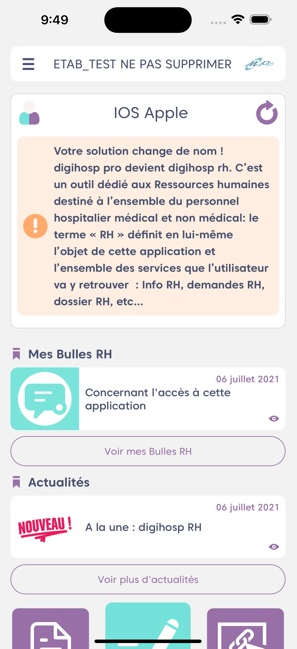 9:49
ETAB_TEST NE PAS SUPPRIMER
IOS Apple
Votre solution change de nom !
digihosp pro devient digihosp rh. C'est
un outil dédié aux Ressources humaines
destiné à l'ensemble du personnel
hospitalier médical et non médical: le
terme « RH » définit en lui-même
l'objet de cette application et
l'ensemble des services que l'utilisateur
va y retrouver : Info RH, demandes RH,
dossier RH, etc...
Mes Bulles RH
06 juillet 2021
Concernant l'accès à cette
application
Voir mes Bulles RH
Actualités
06 juillet 2021
NOUVEAU !
A la une : digihosp RH
Voir plus d'actualités